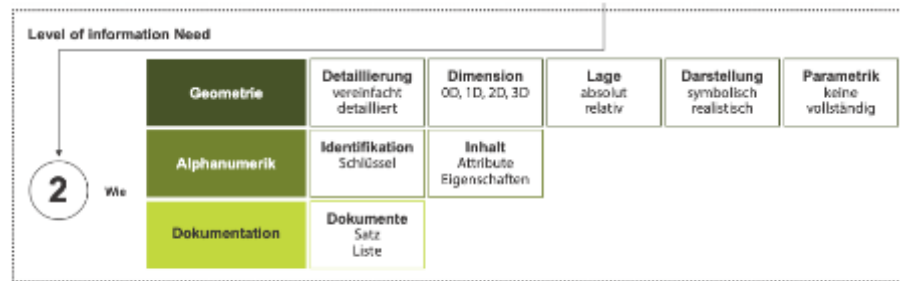 Level of information Need
Geometrie
Detaillierung
vereinfacht
detailliert
Dimension
0D, 1D, 2D, 3D
Lage
absolut
relativ
Darstellung
symbolisch
realistisch
Parametrik
keine
vollständig
2
Wie
Alphanumerik
Identifikation
Schlüssel
Inhalt
Attribute
Eigenschaften
Dokumentation
Dokumente
Satz
Liste